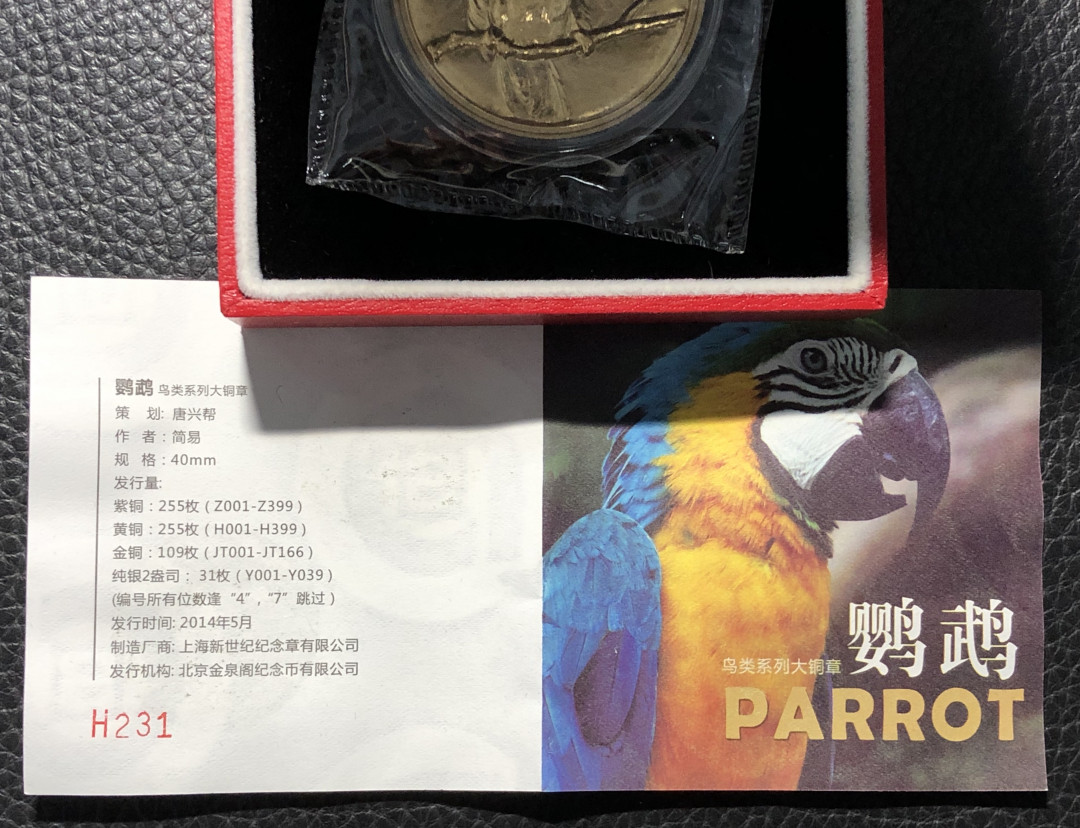 鹦鹉 鸟类系列大铜章
策 划: 唐兴帮
作 者：简易
规 格：40mm
发行量:
紫铜：255枚（Z001-Z399）
黄铜：255枚（H001-H399）
金铜：109枚（JT001-JT166）
纯银2盎司： 31枚（Y001-Y039）
(编号所有位数逢“4”,“7”跳过）
发行时间: 2014年5月
制造厂商: 上海新世纪纪念章有限公司
发行机构: 北京金泉阁纪念币有限公司
H231
鸟类系列大铜章 鹦鹉
PARROT